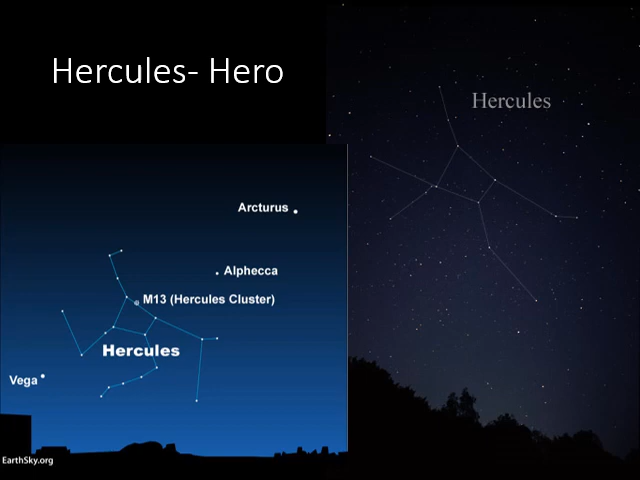 Hercules- Hero
Hercules
Arcturus
Alphecca
M13 (Hercules Cluster)
Hercules
Vega
EarthSky.org